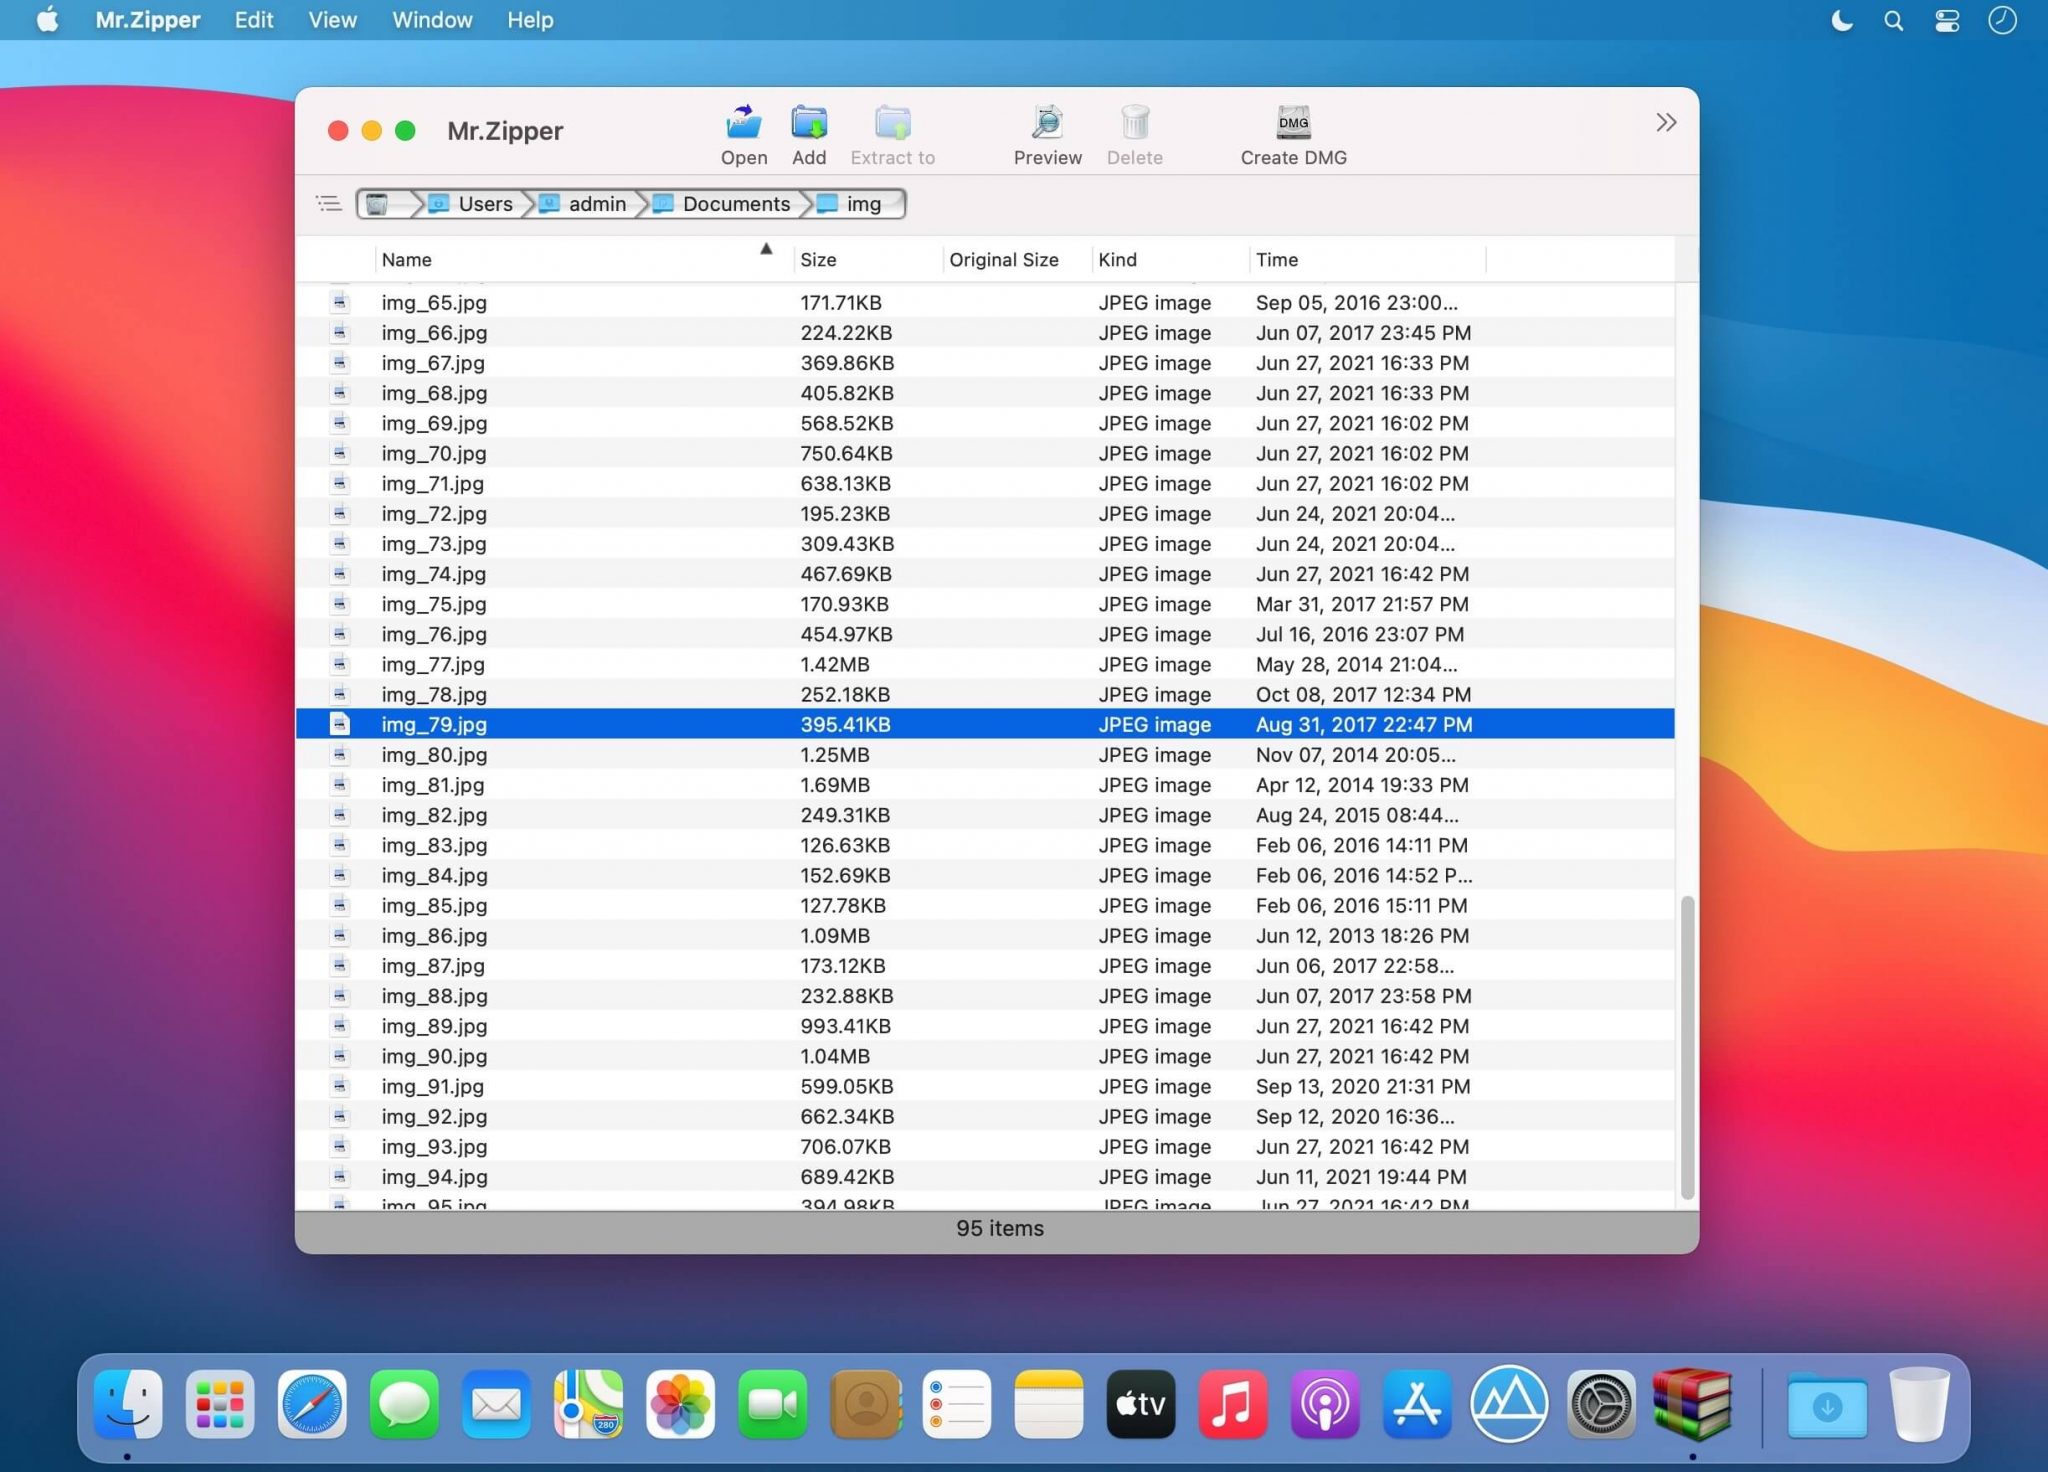 Mr.Zipper Edit View Window Help
Mr.Zipper
Open Add Extract to Preview Delete DMG Create DMG
Users admin Documents img
Name Size Original Size Kind Time
img_65.jpg 171.71KB JPEG image Sep 05, 2016 23:00...
img_66.jpg 224.22KB JPEG image Jun 07, 2017 23:45 PM
img_67.jpg 369.86KB JPEG image Jun 27, 2021 16:33 PM
img_68.jpg 405.82KB JPEG image Jun 27, 2021 16:33 PM
img_69.jpg 568.52KB JPEG image Jun 27, 2021 16:02 PM
img_70.jpg 750.64KB JPEG image Jun 27, 2021 16:02 PM
img_71.jpg 638.13KB JPEG image Jun 27, 2021 16:02 PM
img_72.jpg 195.23KB JPEG image Jun 24, 2021 20:04...
img_73.jpg 309.43KB JPEG image Jun 24, 2021 20:04...
img_74.jpg 467.69KB JPEG image Jun 27, 2021 16:42 PM
img_75.jpg 170.93KB JPEG image Mar 31, 2017 21:57 PM
img_76.jpg 454.97KB JPEG image Jul 16, 2016 23:07 PM
img_77.jpg 1.42MB JPEG image May 28, 2014 21:04...
img_78.jpg 252.18KB JPEG image Oct 08, 2017 12:34 PM
img_79.jpg 395.41KB JPEG image Aug 31, 2017 22:47 PM
img_80.jpg 1.25MB JPEG image Nov 07, 2014 20:05...
img_81.jpg 1.69MB JPEG image Apr 12, 2014 19:33 PM
img_82.jpg 249.31KB JPEG image Aug 24, 2015 08:44...
img_83.jpg 126.63KB JPEG image Feb 06, 2016 14:11 PM
img_84.jpg 152.69KB JPEG image Feb 06, 2016 14:52 P...
img_85.jpg 127.78KB JPEG image Feb 06, 2016 15:11 PM
img_86.jpg 1.09MB JPEG image Jun 12, 2013 18:26 PM
img_87.jpg 173.12KB JPEG image Jun 06, 2017 22:58...
img_88.jpg 232.88KB JPEG image Jun 07, 2017 23:58 PM
img_89.jpg 993.41KB JPEG image Jun 27, 2021 16:42 PM
img_90.jpg 1.04MB JPEG image Jun 27, 2021 16:42 PM
img_91.jpg 599.05KB JPEG image Sep 13, 2020 21:31 PM
img_92.jpg 662.34KB JPEG image Sep 12, 2020 16:36...
img_93.jpg 706.07KB JPEG image Jun 27, 2021 16:42 PM
img_94.jpg 689.42KB JPEG image Jun 11, 2021 19:44 PM
img_95.jpg 394.98KB JPEG image Jun 27, 2021 16:42 PM
95 items
280 tv